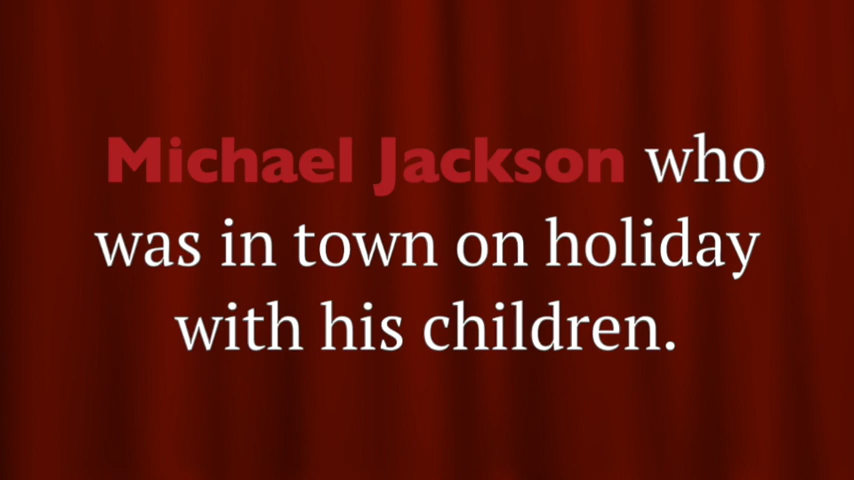 Michael Jackson who
was in town on holiday
with his children.